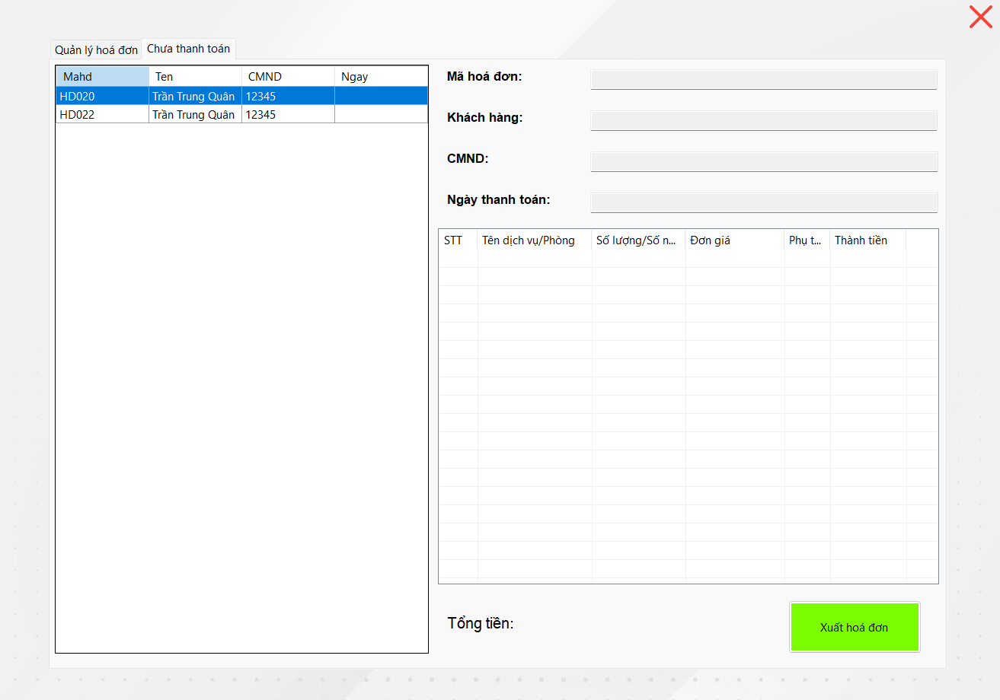 Quản lý hoá đơn Chưa thanh toán
Mahd Ten CMND Ngay
HD020 Trần Trung Quân 12345
HD022 Trần Trung Quân 12345
Mã hoá đơn:
Khách hàng:
CMND:
Ngày thanh toán:
STT Tên dịch vụ/Phòng Số lượng/Số n... Đơn giá Phụ t... Thành tiền
Tổng tiền:
Xuất hoá đơn